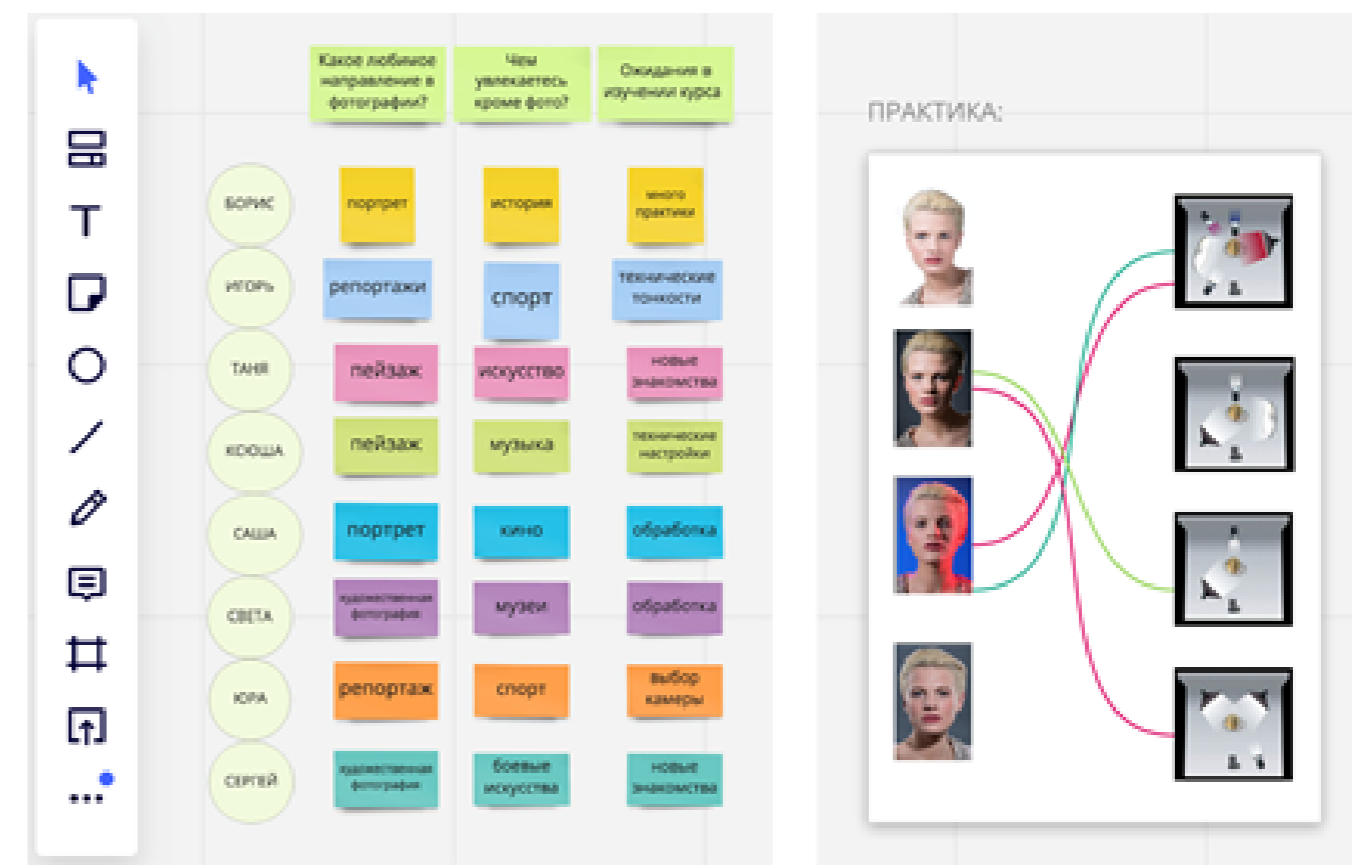 Какое любимое
направление в
фотографии?
Чем
увлекаетесь
кроме фото?
Ожидания в
изучении курса
БОРИС
портрет
история
много
практики
ИГОРЬ
репортажи
спорт
технические
тонкости
ТАНЯ
пейзаж
искусство
новые
знакомства
КСЮША
пейзаж
музыка
технические
настройки
САША
портрет
кино
обработка
СВЕТА
художественная
фотография
музеи
обработка
ЮРА
репортаж
спорт
выбор
камеры
СЕРГЕЙ
художественная
фотография
боевые
искусства
новые
знакомства
ПРАКТИКА: